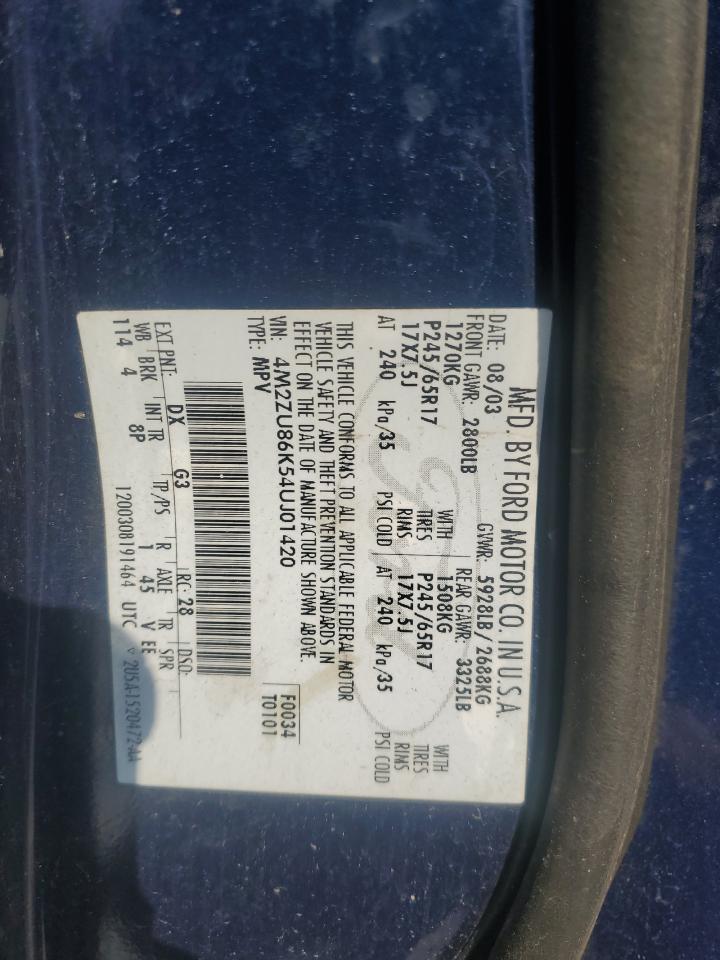 MFD. BY FORD MOTOR CO. IN U.S.A.
DATE: 08/03 GVWR: 5928LB/ 2688KG
FRONT GAWR: 2800LB REAR GAWR: 3325LB
1270KG WITH 1508KG WITH
P245/65R17 TIRES P245/65R17 TIRES
17X7.5J RIMS 17X7.5J RIMS
AT 240 kPa/35 PSI COLD AT 240 kPa/35 PSI COLD
THIS VEHICLE CONFORMS TO ALL APPLICABLE FEDERAL MOTOR
VEHICLE SAFETY AND THEFT PREVENTION STANDARDS IN
EFFECT ON THE DATE OF MANUFACTURE SHOWN ABOVE.
VIN: 4M2ZU86K54UJ01420 F0034
TYPE: MPV T0101
EXT PNT: DX G3 RC: 28 DSO:
WB BRK INT TR TP/PS R AXLE TR SPR
114 4 8P 1 45 V EE
1200308191464 UTC ▽ 2U5A-1520472-AA